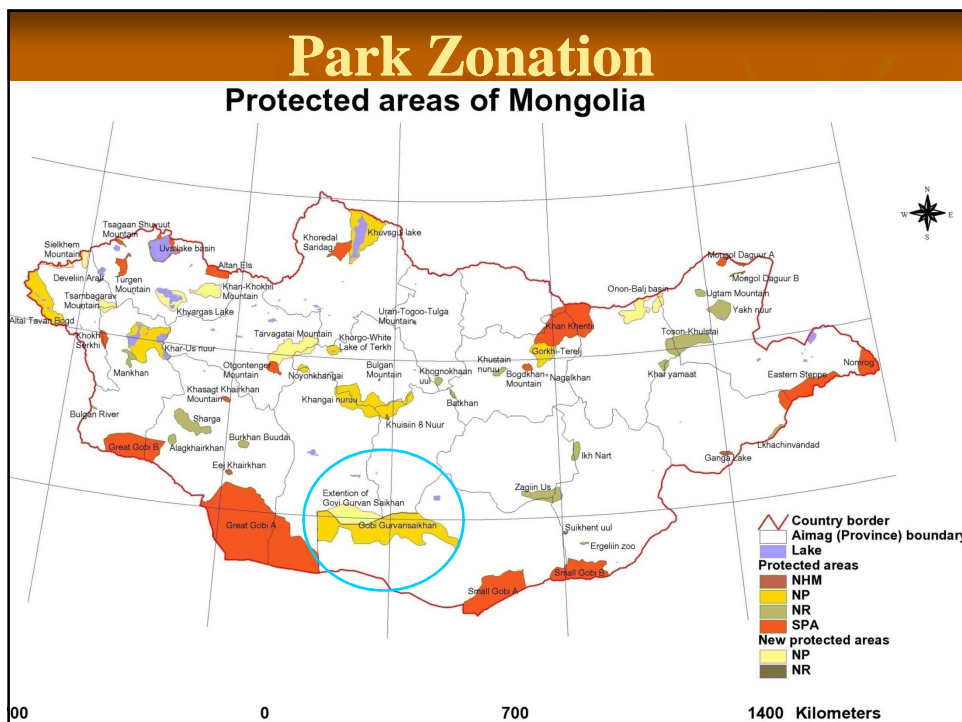 Park Zonation
Protected areas of Mongolia
N
W E
S
Tsagaan Shuvuut
Mountain
Sielkhem
Mountain
Uvs lake basin
Develiin Aral
Turgen
Mountain
Altan Els
Tsambagarav
Mountain
Khan-Khokhii
Mountain
Khyargas Lake
Altai Tavan Bogd
Khokh
Serkhi
Khar-Us nuur
Mankhan
Khoredal
Saridag
Khuvsgul lake
Uran-Togoo-Tulga
Mountain
Tarvagatai Mountain
Khorgo-White
Lake of Terkh
Otgontenger
Mountain
Noyonkhangai
Bulgan
Mountain
Khasagt Khairkhan
Mountain
Khangai nuruu
Khognokhaan
uul
Batkhan
Khustain
nuruu
Bogdkhan
Mountain
Nagalkhan
Khan Khentii
Gorkhi-Terelj
Onon-Balj basin
Mongol Daguur A
Mongol Daguur B
Ugtam Mountam
Yakh nuur
Toson-Khulstai
Khar yamaat
Eastern Steppe
Nomrog
Lkhachinvandad
Ganga Lake
Bulgan River
Sharga
Khuisiin 8 Nuur
Great Gobi B
Alagkhairkhan
Burkhan Buudai
Eej Khairkhan
Ikh Nart
Great Gobi A
Extention of
Govi Gurvan Saikhan
Gobi Gurvansaikhan
Zagiin Us
Suikhent uul
Ergeliin zoo
Small Gobi A
Small Gobi B
Country border
Aimag (Province) boundary
Lake
Protected areas
NHM
NP
NR
SPA
New protected areas
NP
NR
00 0 700 1400 Kilometers